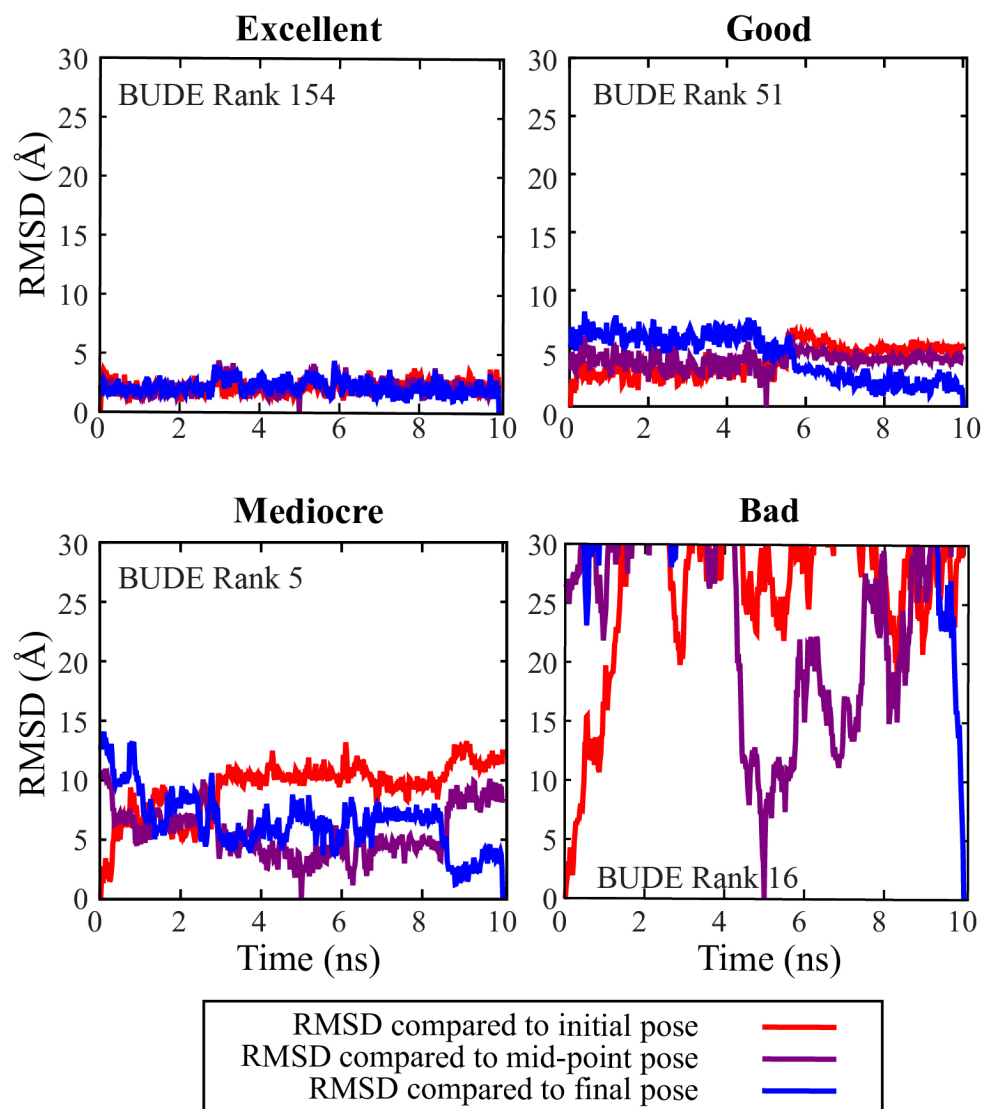 Excellent
Good
30
BUDE Rank 154
25
20
15
10
5
0
0 2 4 6 8 10
RMSD (Å)
30
BUDE Rank 51
25
20
15
10
5
0
0 2 4 6 8 10
Mediocre
Bad
30
BUDE Rank 5
25
20
15
10
5
0
0 2 4 6 8 10
RMSD (Å)
Time (ns)
30
25
20
15
10
5
BUDE Rank 16
0
0 2 4 6 8 10
Time (ns)
RMSD compared to initial pose
RMSD compared to mid-point pose
RMSD compared to final pose